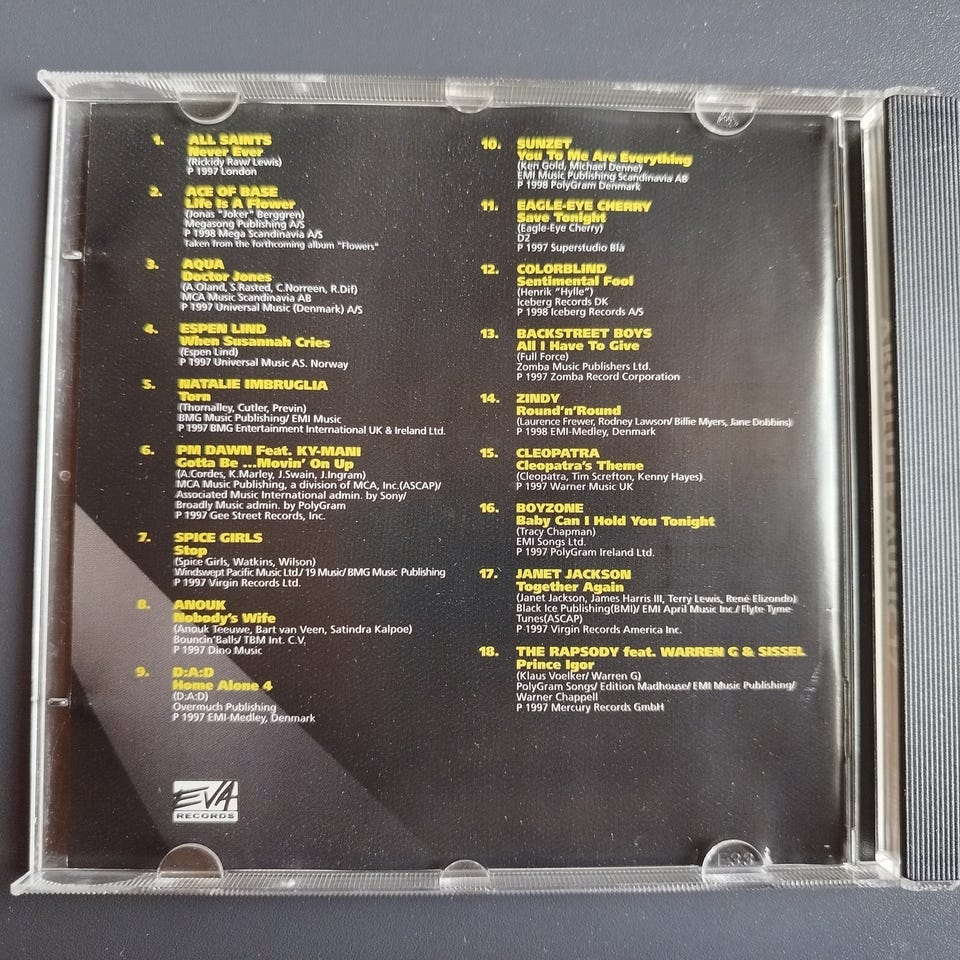 1. ALL SAINTS
Never Ever
(Rickidy Raw/ Lewis)
P 1997 London
2. ACE OF BASE
Life Is A Flower
(Jonas "Joker" Berggren)
Megasong Publishing A/S
P 1998 Mega Scandinavia A/S
Taken from the forthcoming album "Flowers"
3. AQUA
Doctor Jones
(A.Oland, S.Rasted, C.Norreen, R.Dif)
MCA Music Scandinavia AB
P 1997 Universal Music (Denmark) A/S
4. ESPEN LIND
When Susannah Cries
(Espen Lind)
P 1997 Universal Music AS. Norway
5. NATALIE IMBRUGLIA
Torn
(Thornalley, Cutler, Previn)
BMG Music Publishing/ EMI Music
P 1997 BMG Entertainment International UK & Ireland Ltd.
6. PM DAWN Feat. KY-MANI
Gotta Be ...Movin' On Up
(A.Cordes, K.Marley, J.Swain, J.Ingram)
MCA Music Publishing, a division of MCA, Inc.(ASCAP)/
Associated Music International admin. by Sony/
Broadly Music admin. by PolyGram
P 1997 Gee Street Records, Inc.
7. SPICE GIRLS
Stop
(Spice Girls, Watkins, Wilson)
Windswept Pacific Music Ltd./ 19 Music/ BMG Music Publishing
P 1997 Virgin Records Ltd.
8. ANOUK
Nobody's Wife
(Anouk Teeuwe, Bart van Veen, Satindra Kalpoe)
Bouncin'Balls/ TBM Int. C.V.
P 1997 Dino Music
9. D:A:D
Home Alone 4
(D:A:D)
Overmuch Publishing
P 1997 EMI-Medley, Denmark
EVA
RECORDS
10. SUNZET
You To Me Are Everything
(Ken Gold, Michael Denne)
EMI Music Publishing Scandinavia AB
P 1998 PolyGram Denmark
11. EAGLE-EYE CHERRY
Save Tonight
(Eagle-Eye Cherry)
D2
P 1997 Superstudio Blå
12. COLORBLIND
Sentimental Fool
(Henrik "Hylle")
Iceberg Records DK
P 1998 Iceberg Records A/S
13. BACKSTREET BOYS
All I Have To Give
(Full Force)
Zomba Music Publishers Ltd.
P 1997 Zomba Record Corporation
14. ZINDY
Round'n'Round
(Laurence Frewer, Rodney Lawson/ Billie Myers, Jane Dobbins)
P 1998 EMI-Medley, Denmark
15. CLEOPATRA
Cleopatra's Theme
(Cleopatra, Tim Screfton, Kenny Hayes)
P 1997 Warner Music UK
16. BOYZONE
Baby Can I Hold You Tonight
(Tracy Chapman)
EMI Songs Ltd.
P 1997 PolyGram Ireland Ltd.
17. JANET JACKSON
Together Again
(Janet Jackson, James Harris III, Terry Lewis, René Elizondo)
Black Ice Publishing(BMI)/ EMI April Music Inc./ Flyte Tyme
Tunes(ASCAP)
P 1997 Virgin Records America Inc.
18. THE RAPSODY feat. WARREN G & SISSEL
Prince Igor
(Klaus Voelker/ Warren G)
PolyGram Songs/ Edition Madhouse/ EMI Music Publishing/
Warner Chappell
P 1997 Mercury Records GmbH